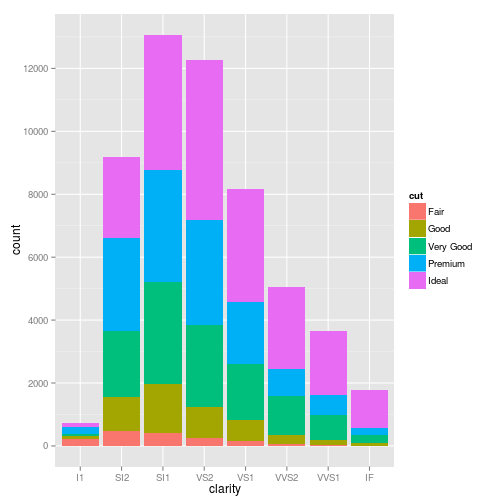 12000
10000
8000
6000
4000
2000
0
count
I1 SI2 SI1 VS2 VS1 VVS2 VVS1 IF
clarity
cut
Fair
Good
Very Good
Premium
Ideal